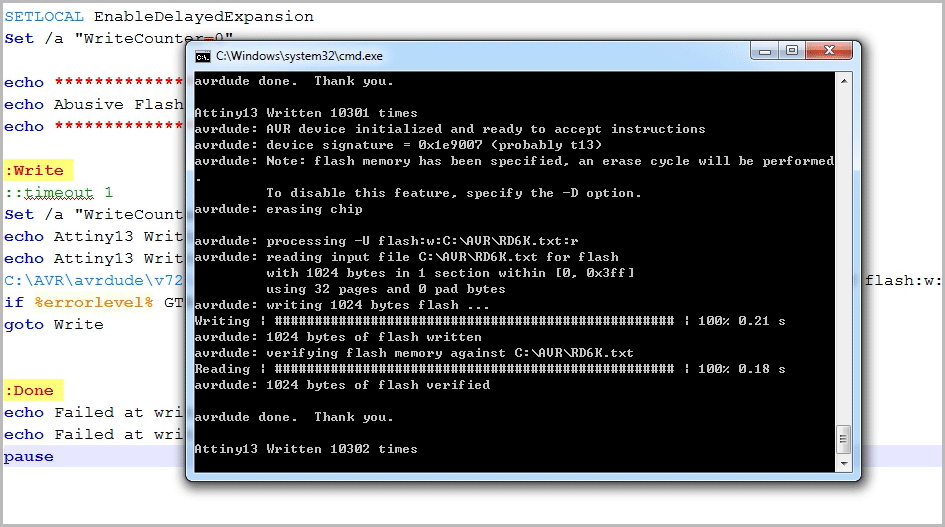 SETLOCAL EnableDelayedExpansion
Set /a "WriteCounter=0"
echo **************
echo Abusive Flash
echo **************
:Write
::timeout 1
Set /a "WriteCount
echo Attiny13 Writ
echo Attiny13 Writ
C:\AVR\avrdude\v72 flash:w:
if %errorlevel% GT
goto Write
:Done
echo Failed at wri
echo Failed at wri
pause
C:\Windows\system32\cmd.exe
avrdude done.  Thank you.
Attiny13 Written 10301 times
avrdude: AVR device initialized and ready to accept instructions
avrdude: device signature = 0x1e9007 (probably t13)
avrdude: Note: flash memory has been specified, an erase cycle will be performed
.
To disable this feature, specify the -D option.
avrdude: erasing chip
avrdude: processing -U flash:w:C:\AVR\RD6K.txt:r
avrdude: reading input file C:\AVR\RD6K.txt for flash
with 1024 bytes in 1 section within [0, 0x3ff]
using 32 pages and 0 pad bytes
avrdude: writing 1024 bytes flash ...
Writing | ################################################## | 100% 0.21 s
avrdude: 1024 bytes of flash written
avrdude: verifying flash memory against C:\AVR\RD6K.txt
Reading | ################################################## | 100% 0.18 s
avrdude: 1024 bytes of flash verified
avrdude done.  Thank you.
Attiny13 Written 10302 times